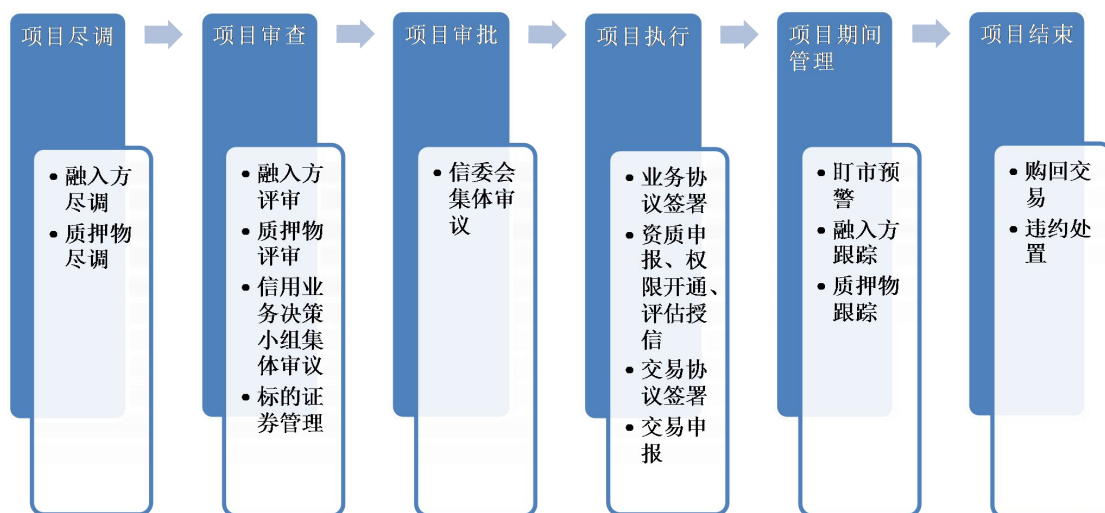 项目尽调
• 融入方
尽调
• 质押物
尽调
项目审查
• 融入方
评审
• 质押物
评审
• 信用业
务决策
小组集
体审议
• 标的证
券管理
项目审批
• 信委会
集体审
议
项目执行
• 业务协
议签署
• 资质申
报、权
限开通、
评估授
信
• 交易协
议签署
• 交易申
报
项目期间
管理
• 盯市预
警
• 融入方
跟踪
• 质押物
跟踪
项目结束
• 购回交
易
• 违约处
置